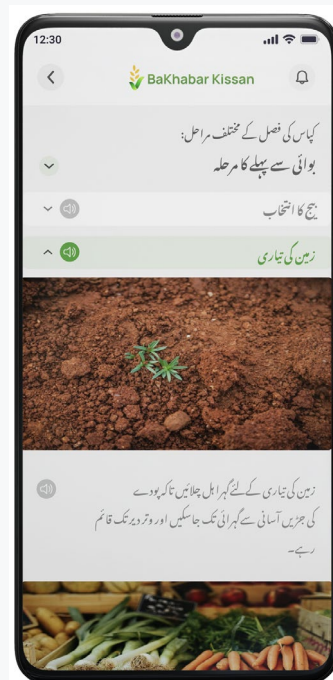 12:30
BaKhabar Kissan
کپاس کی فصل کے مختلف مراحل:
بوائی سے پہلے کا مرحلہ
بیج کا انتخاب
زمین کی تیاری
زمین کی تیاری کے لئے گہرا ہل چلائیں تاکہ پودے
کی جڑیں آسانی سے گہرائی تک جاسکیں اور وتر دیر تک قائم
رہے۔